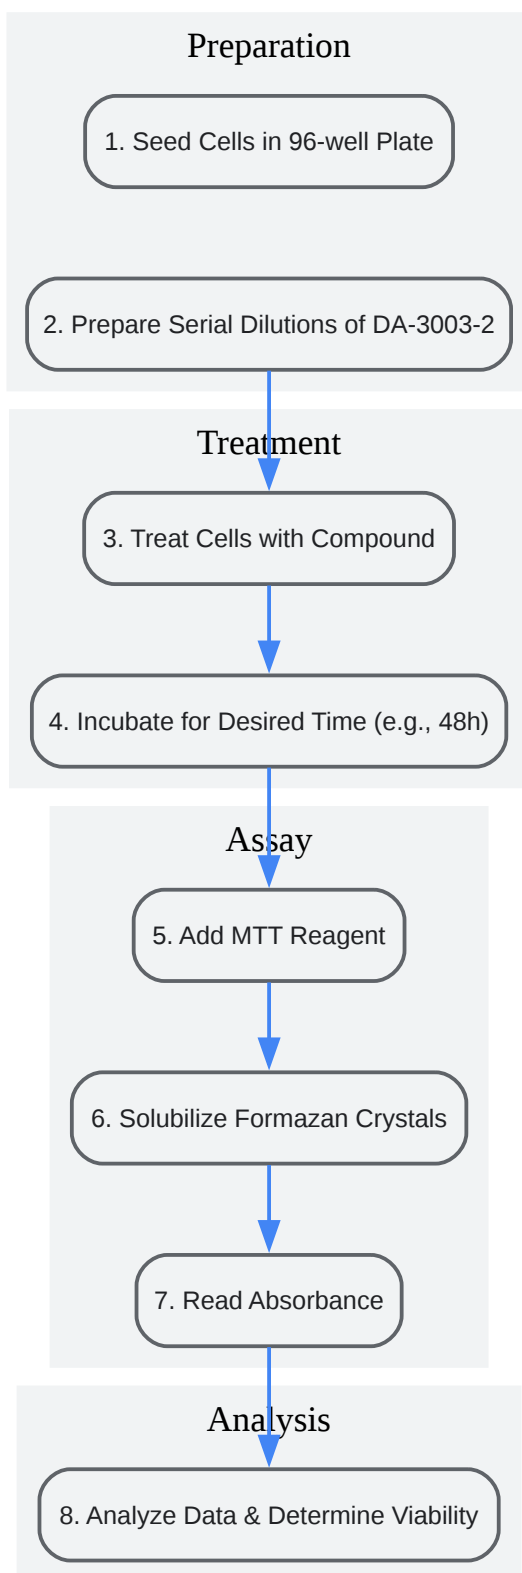 Preparation
1. Seed Cells in 96-well Plate
2. Prepare Serial Dilutions of DA-3003-2
Treatment
3. Treat Cells with Compound
4. Incubate for Desired Time (e.g., 48h)
Assay
5. Add MTT Reagent
6. Solubilize Formazan Crystals
7. Read Absorbance
Analysis
8. Analyze Data & Determine Viability